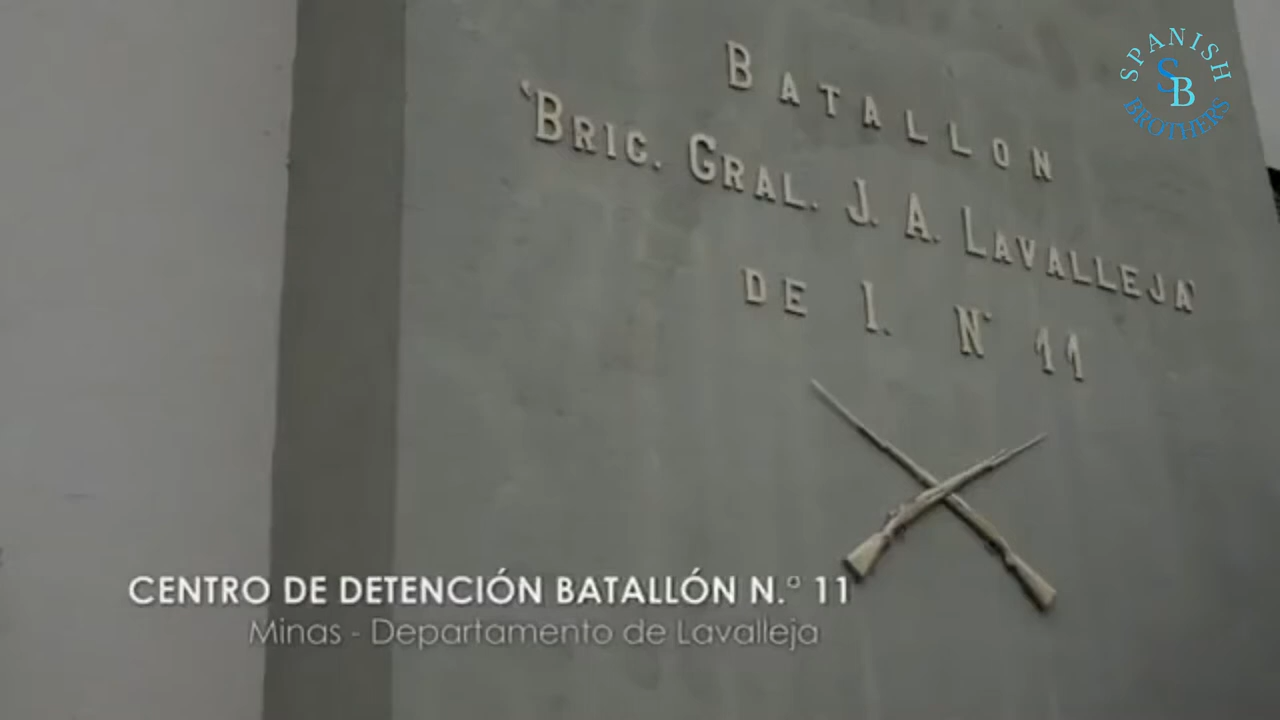 BATALLON
"BRIG. GRAL. J. A. LAVALLEJA"
DE I. N° 11
CENTRO DE DETENCIÓN BATALLÓN N.º 11
Minas - Departamento de Lavalleja
SPANISH
SB
BROTHERS